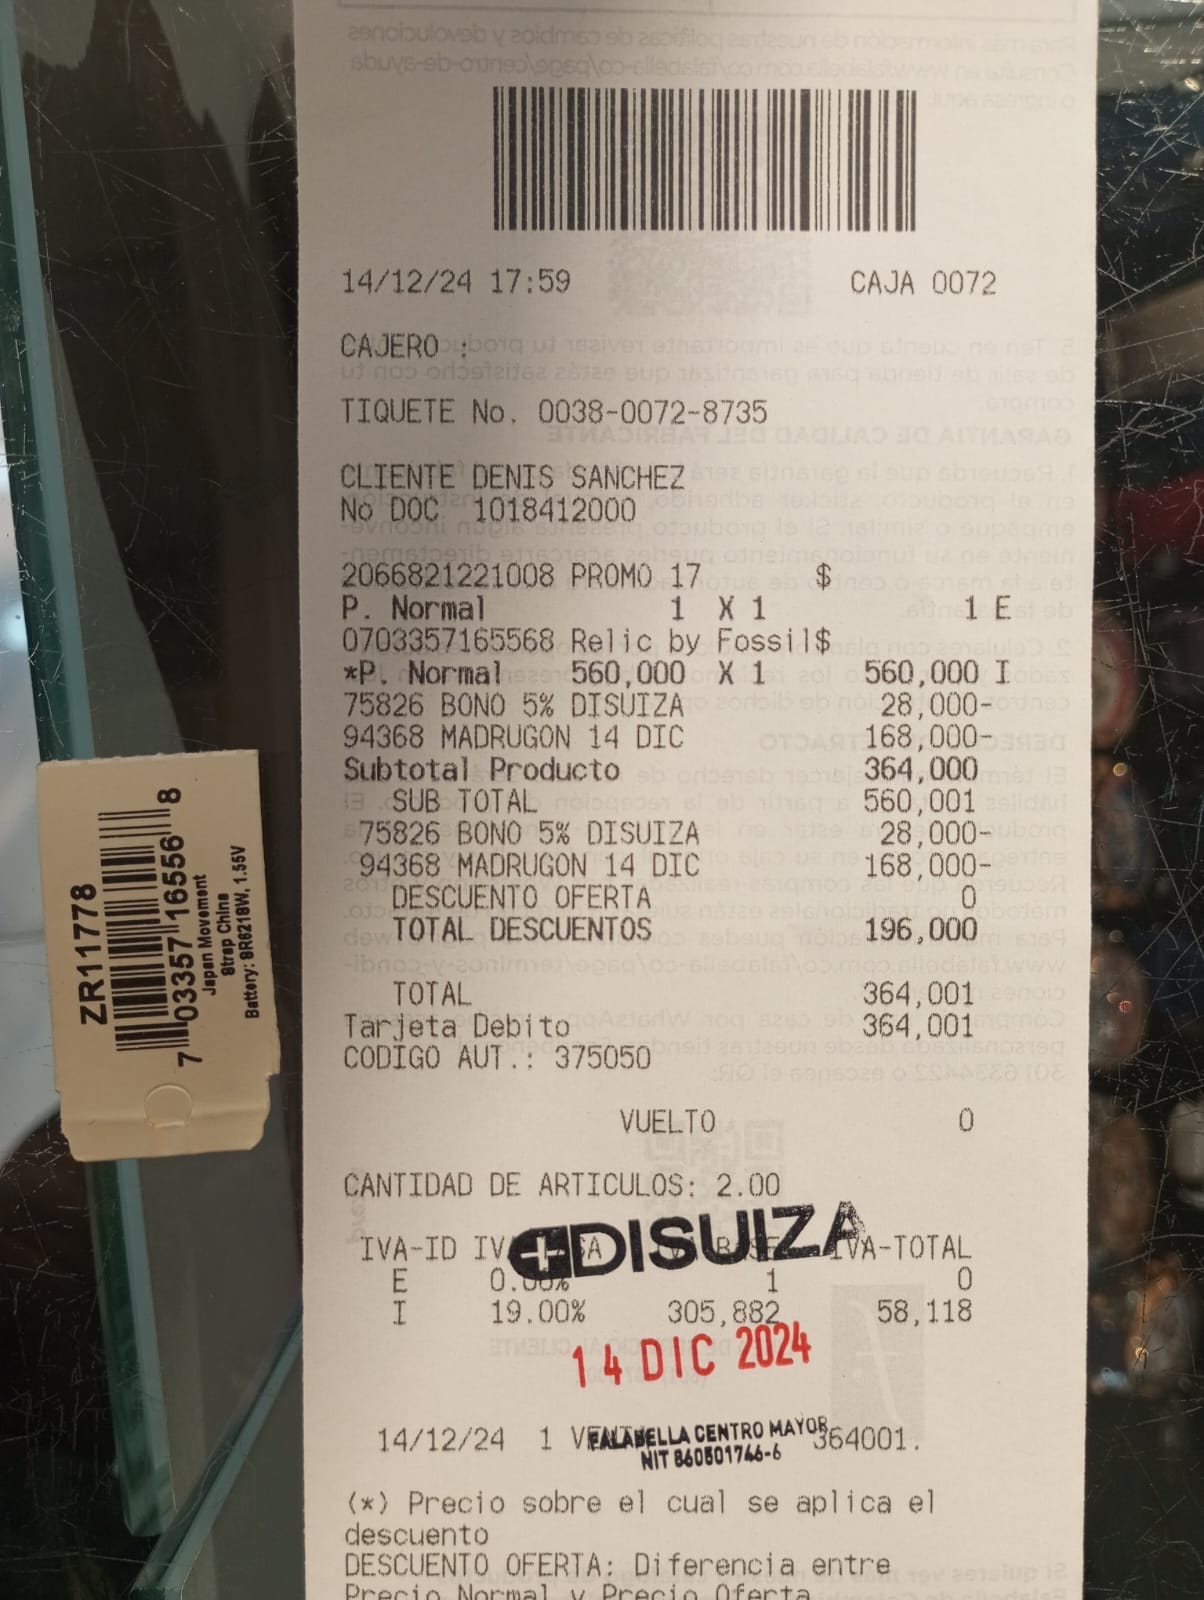 14/12/24 17:59 CAJA 0072
CAJERO :
TIQUETE No. 0038-0072-8735
CLIENTE DENIS SANCHEZ
No DOC. 1018412000
2066821221008 PROMO 17 $
P. Normal 1 X 1 1 E
0703357165568 Relic by Fossil$
*P. Normal 560,000 X 1 560,000 I
75826 BONO 5% DISUIZA 28,000-
94368 MADRUGON 14 DIC 168,000-
Subtotal Producto 364,000
SUB TOTAL 560,001
75826 BONO 5% DISUIZA 28,000-
94368 MADRUGON 14 DIC 168,000-
DESCUENTO OFERTA 0
TOTAL DESCUENTOS 196,000
TOTAL 364,001
Tarjeta Debito 364,001
CODIGO AUT.: 375050
VUELTO 0
CANTIDAD DE ARTICULOS: 2.00
DISUIZA
IVA-ID IVA-TOTAL
E 0.00% 1 0
I 19.00% 305,882 58,118
14 DIC 2024
14/12/24 1 364001.
FALABELLA CENTRO MAYOR
NIT 860501746-6
(*) Precio sobre el cual se aplica el
descuento
DESCUENTO OFERTA: Diferencia entre
Precio Normal y Precio Oferta
ZR11778
7 03357 16556 8
Japan Movement
Strap China
Battery: SR621SW, 1.55V